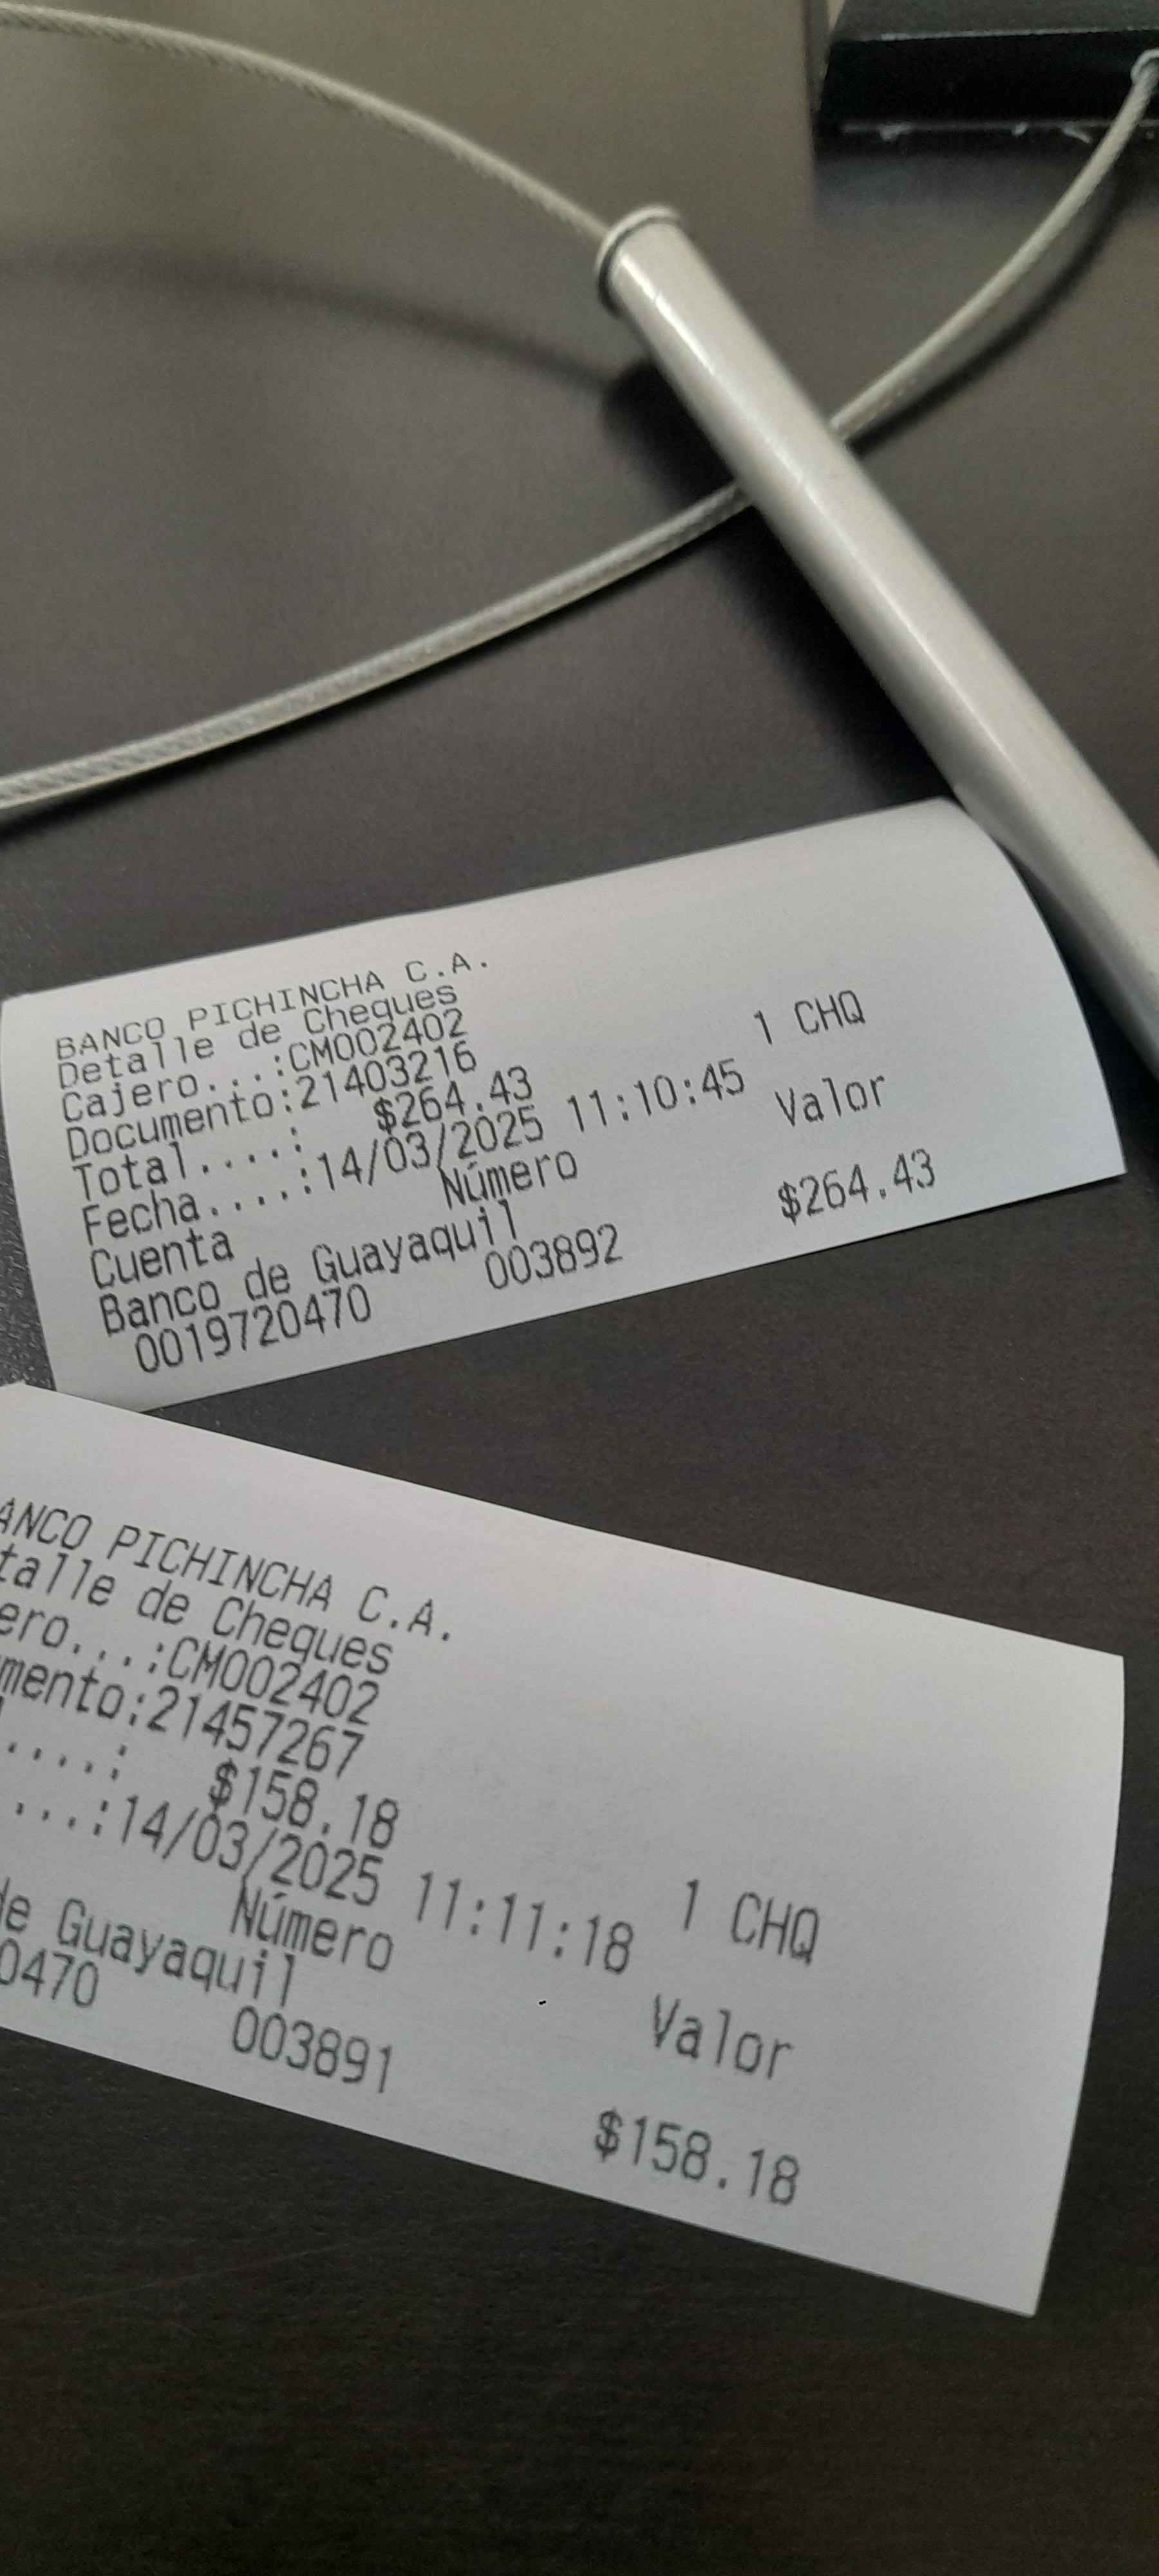 BANCO PICHINCHA C.A.
Detalle de Cheques
Cajero...:CM002402
Documento:21403216
Total....: $264.43 1 CHQ
Fecha....:14/03/2025 11:10:45
Cuenta Número Valor
Banco de Guayaquil
0019720470 003892 $264.43
ANCO PICHINCHA C.A.
talle de Cheques
ero...:CM002402
mento:21457267
....: $158.18 1 CHQ
...:14/03/2025 11:11:18
Número Valor
de Guayaquil
0470 003891 $158.18